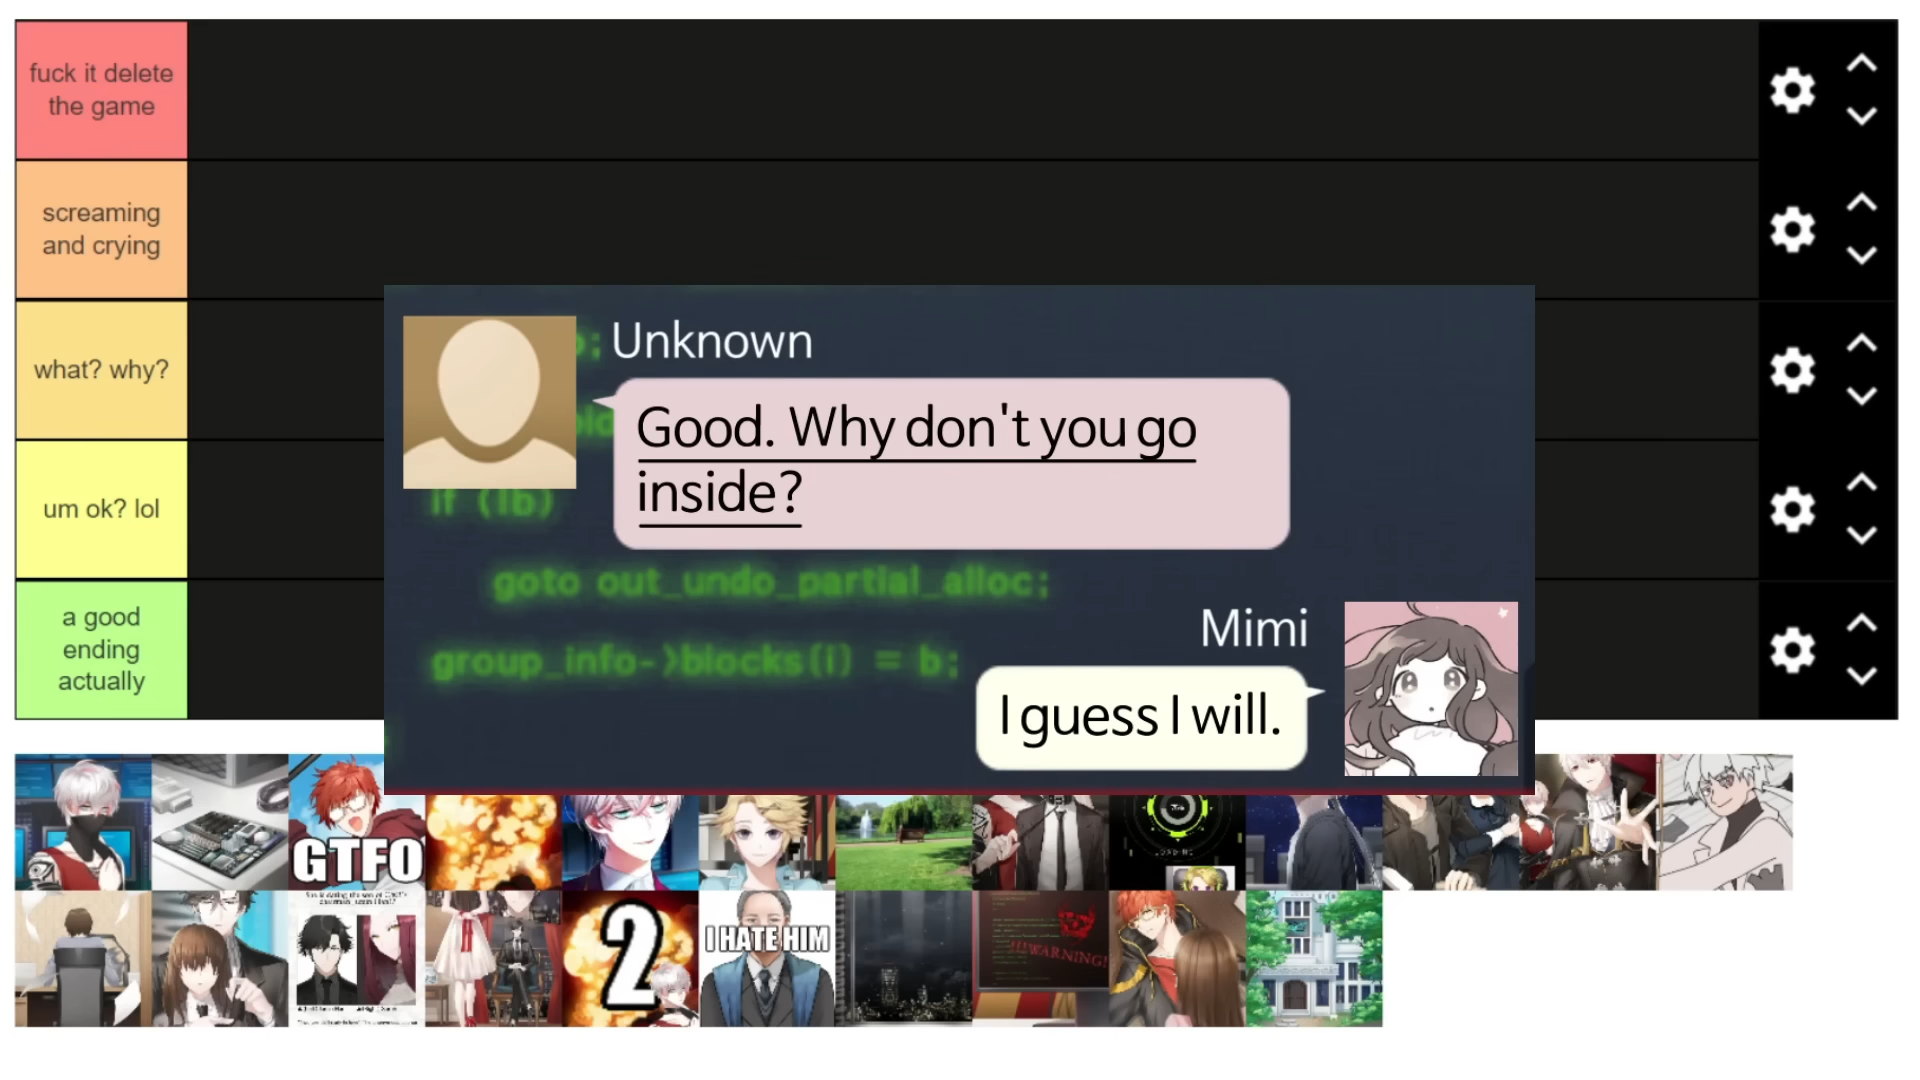 fuck it delete
the game
screaming
and crying
what? why?
um ok? lol
a good
ending
actually
Unknown
Good. Why don't you go
inside?
if (!b)
goto out_undo_partial_alloc;
group_info->blocks(i) = b;
Mimi
I guess I will.
GTFO
2
I HATE HIM
WARNING!